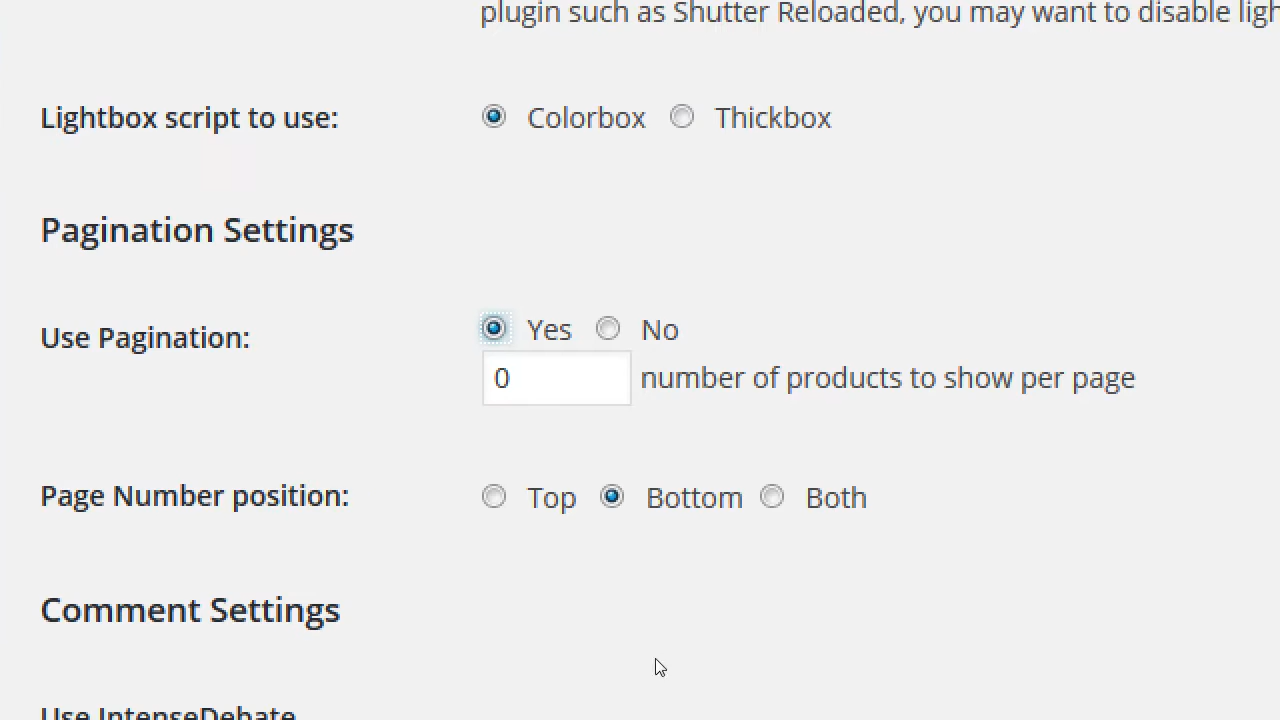 plugin such as Shutter Reloaded, you may want to disable ligh
Lightbox script to use: Colorbox Thickbox
Pagination Settings
Use Pagination: Yes No
0 number of products to show per page
Page Number position: Top Bottom Both
Comment Settings
Use IntenseDebate